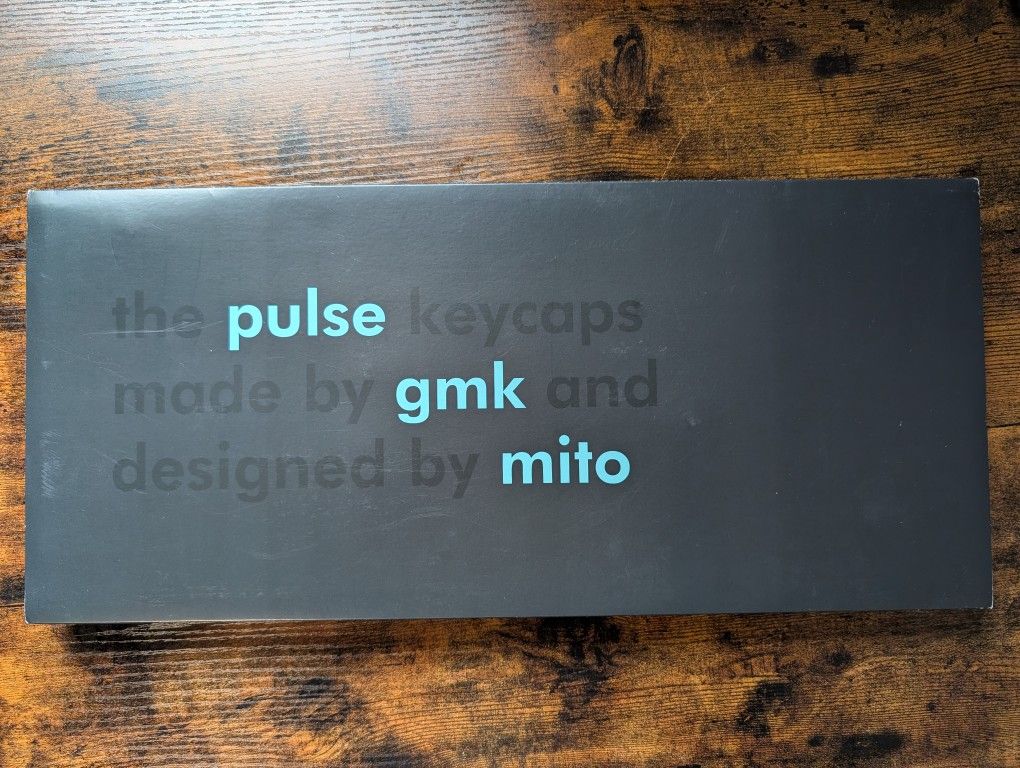 the pulse keycaps
made by gmk and
designed by mito